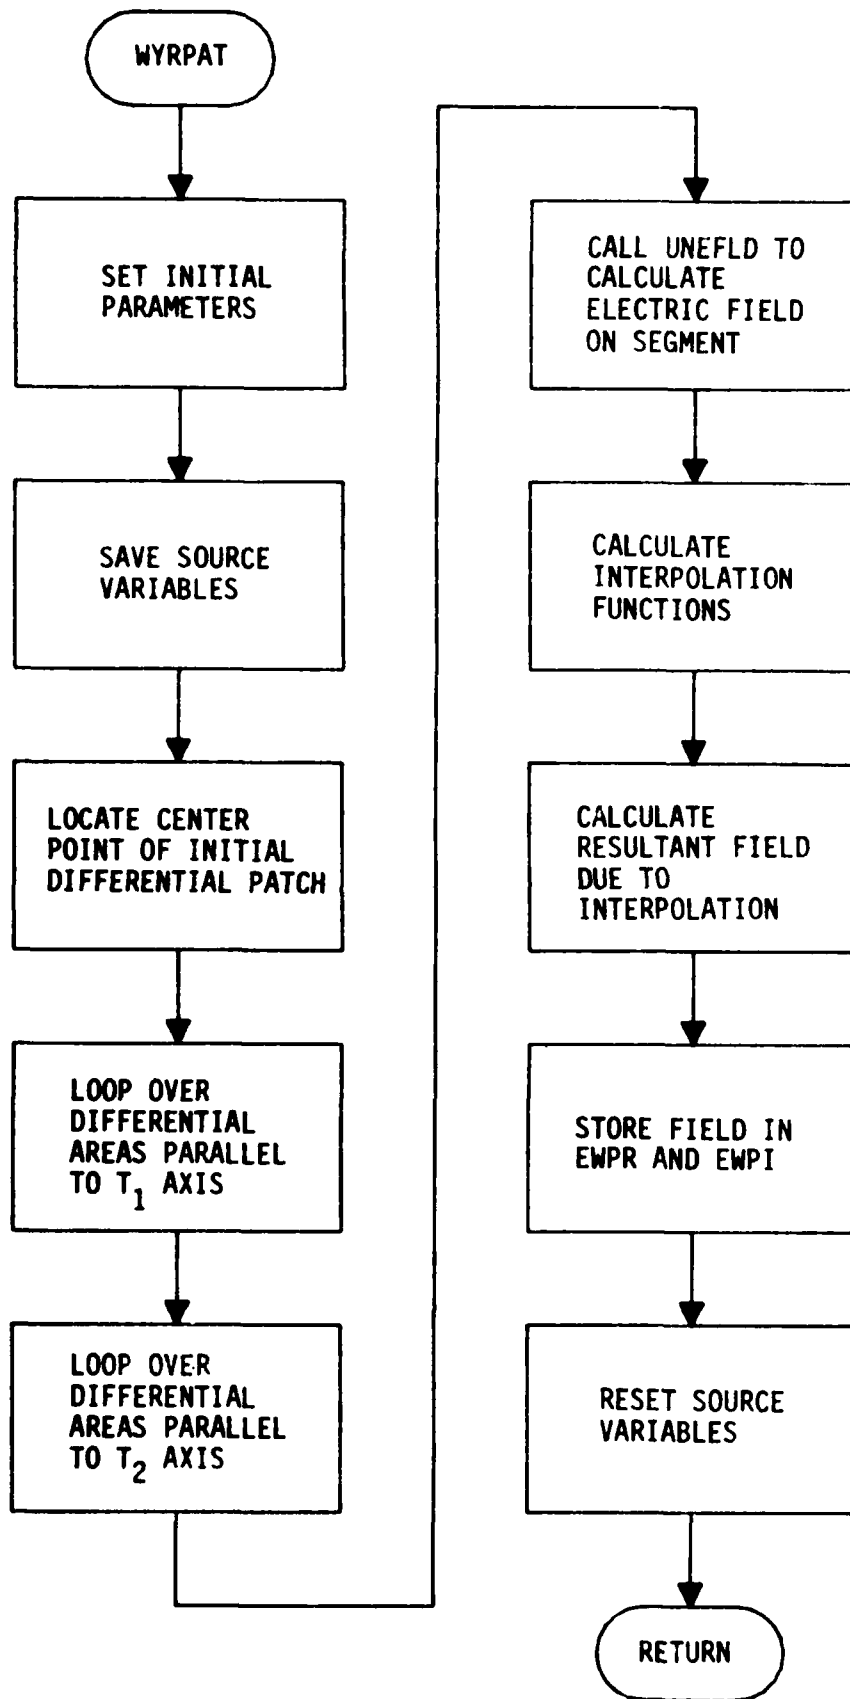 WYRPAT
SET INITIAL
PARAMETERS
SAVE SOURCE
VARIABLES
LOCATE CENTER
POINT OF INITIAL
DIFFERENTIAL PATCH
LOOP OVER
DIFFERENTIAL
AREAS PARALLEL
TO T₁ AXIS
LOOP OVER
DIFFERENTIAL
AREAS PARALLEL
TO T₂ AXIS
CALL UNEFLD TO
CALCULATE
ELECTRIC FIELD
ON SEGMENT
CALCULATE
INTERPOLATION
FUNCTIONS
CALCULATE
RESULTANT FIELD
DUE TO
INTERPOLATION
STORE FIELD IN
EWPR AND EWPI
RESET SOURCE
VARIABLES
RETURN